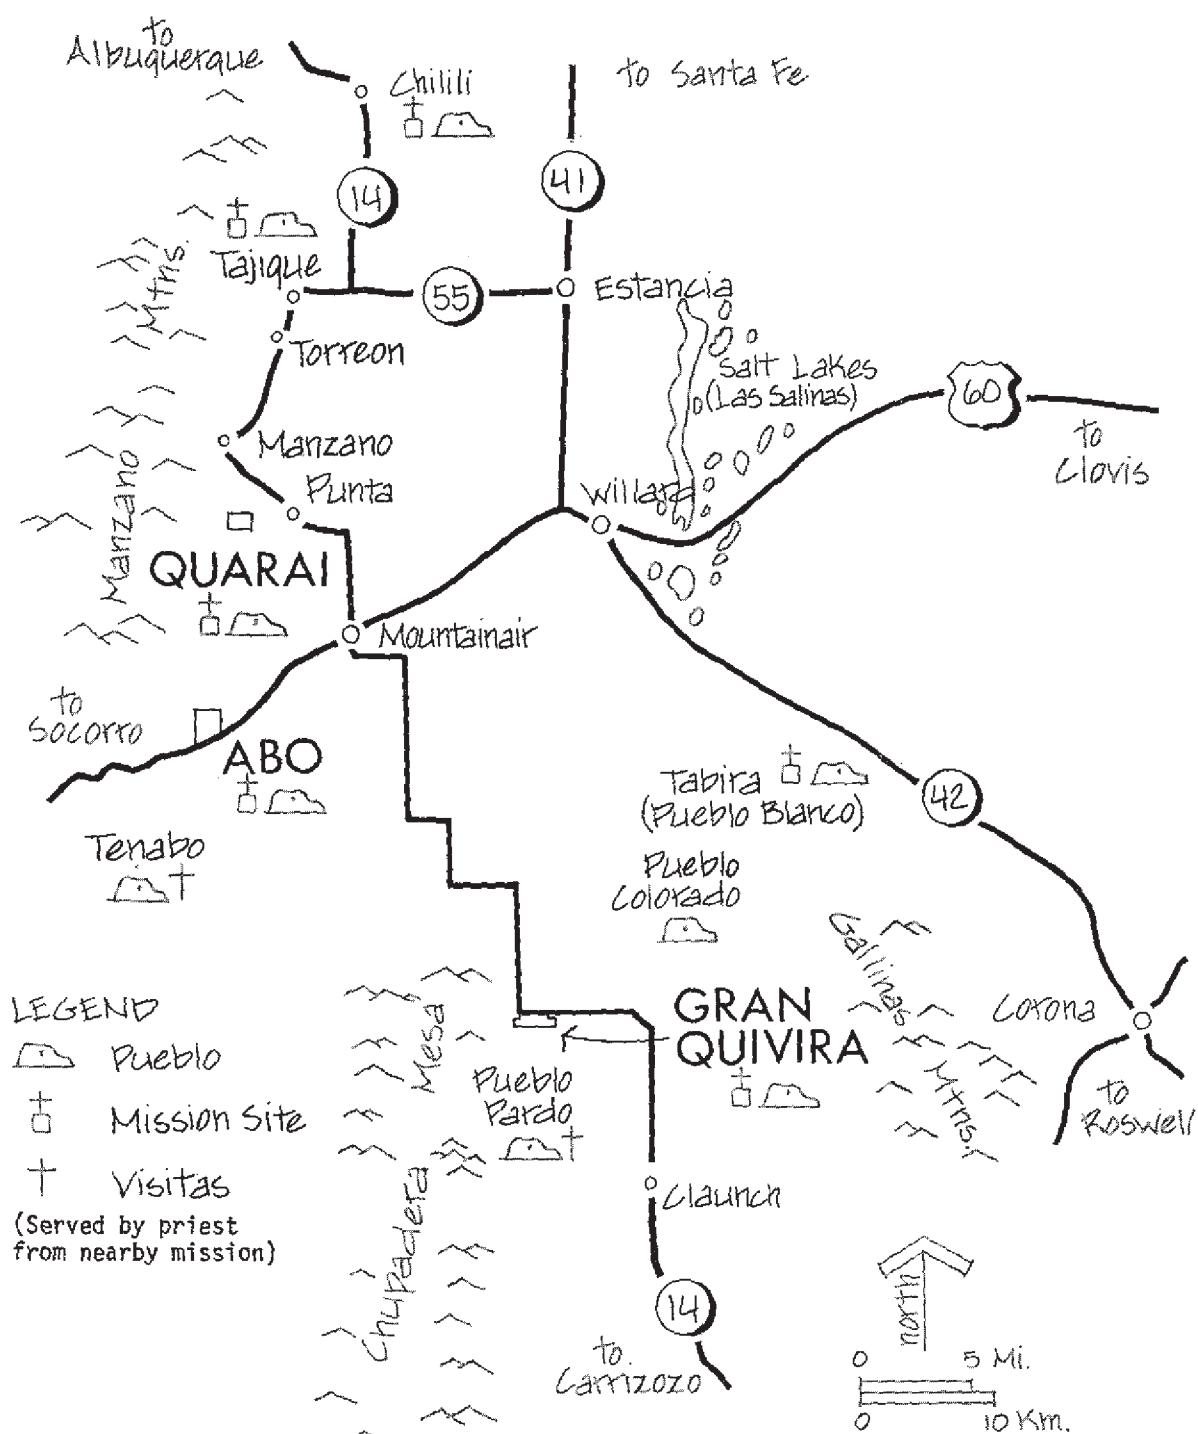 to
Albuquerque
Chilili
to Santa Fe
14
41
Tajique
55
Estancia
Torreon
Salt Lakes
(Las Salinas)
60
to
Clovis
Manzano
Punta
Willard
Manzano Mtns.
QUARAI
Mountainair
to
Socorro
ABO
Tabira
(Pueblo Blanco)
42
Tenabo
Pueblo
Colorado
Gallinas Mtns.
LEGEND
Pueblo
Mission Site
Visitas
(Served by priest
from nearby mission)
Chupadera Mesa
GRAN
QUIVIRA
Corona
Pueblo
Pardo
to
Roswell
Claunch
14
to
Carrizozo
north
0 5 Mi.
0 10 Km.